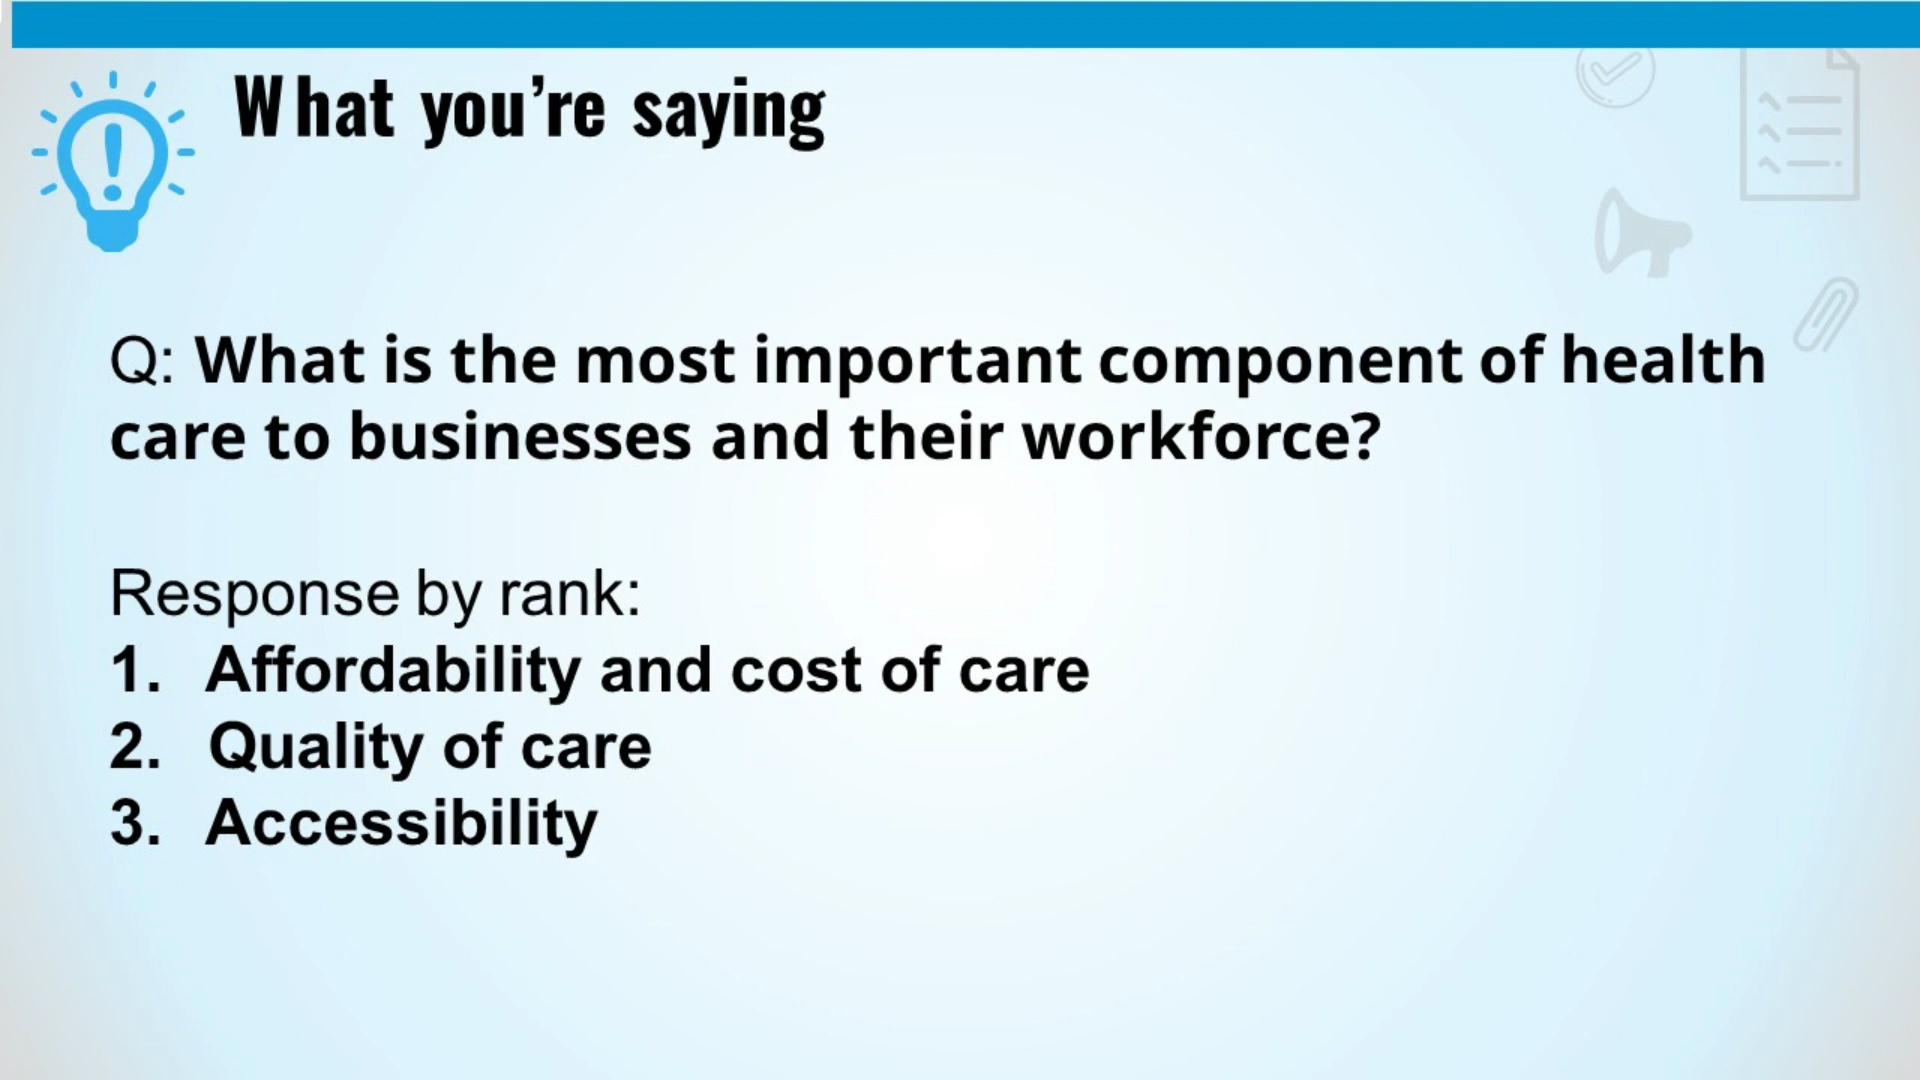 What you’re saying
Q: What is the most important component of health
care to businesses and their workforce?
Response by rank:
1. Affordability and cost of care
2. Quality of care
3. Accessibility